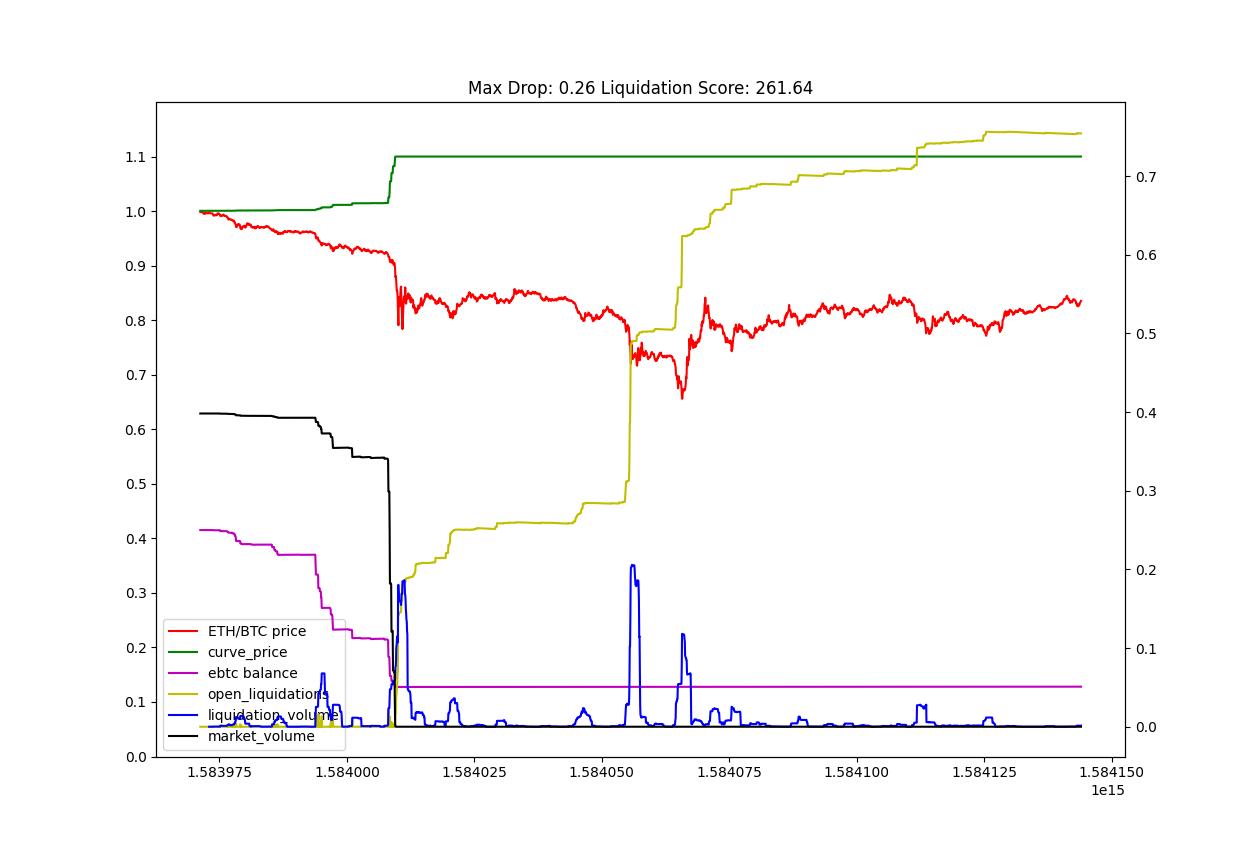 Max Drop: 0.26 Liquidation Score: 261.64
1.1
1.0
0.9
0.8
0.7
0.6
0.5
0.4
0.3
0.2
0.1
0.0
0.7
0.6
0.5
0.4
0.3
0.2
0.1
0.0
ETH/BTC price
curve_price
ebtc balance
open_liquidations
liquidation_volume
market_volume
1.583975 1.584000 1.584025 1.584050 1.584075 1.584100 1.584125 1.584150
1e15